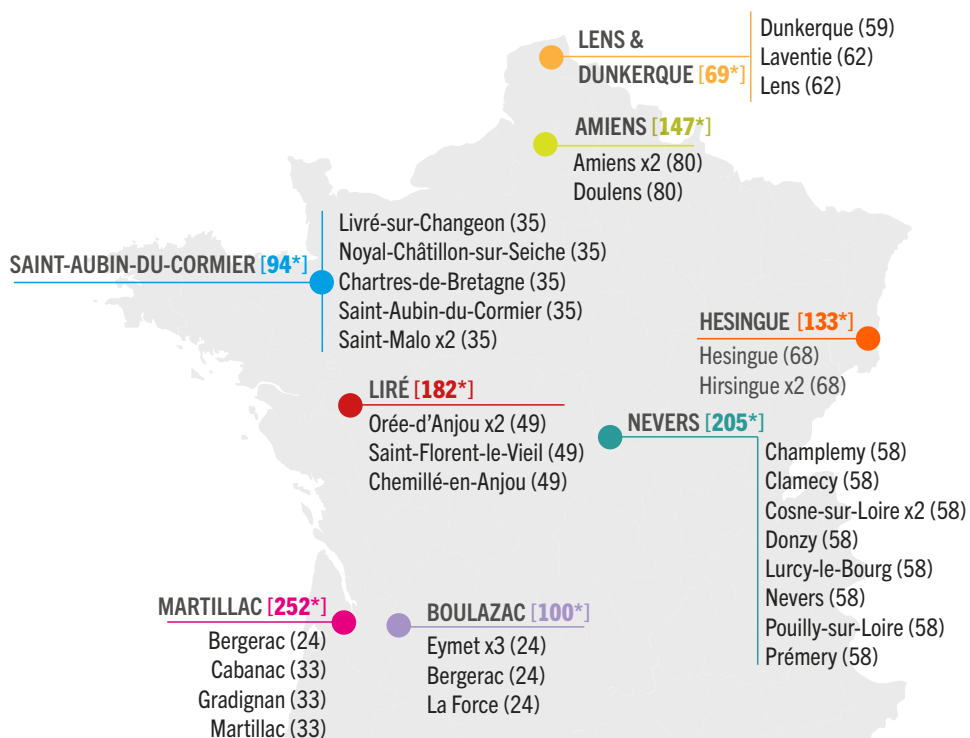 LENS &
DUNKERQUE [69*]
Dunkerque (59)
Laventie (62)
Lens (62)
AMIENS [147*]
Amiens x2 (80)
Doulens (80)
SAINT-AUBIN-DU-CORMIER [94*]
Livré-sur-Changeon (35)
Noyal-Châtillon-sur-Seiche (35)
Chartres-de-Bretagne (35)
Saint-Aubin-du-Cormier (35)
Saint-Malo x2 (35)
HESINGUE [133*]
Hesingue (68)
Hirsingue x2 (68)
LIRÉ [182*]
Orée-d'Anjou x2 (49)
Saint-Florent-le-Vieil (49)
Chemillé-en-Anjou (49)
NEVERS [205*]
Champlemy (58)
Clamecy (58)
Cosne-sur-Loire x2 (58)
Donzy (58)
Lurcy-le-Bourg (58)
Nevers (58)
Pouilly-sur-Loire (58)
Prémery (58)
MARTILLAC [252*]
Bergerac (24)
Cabanac (33)
Gradignan (33)
Martillac (33)
BOULAZAC [100*]
Eymet x3 (24)
Bergerac (24)
La Force (24)